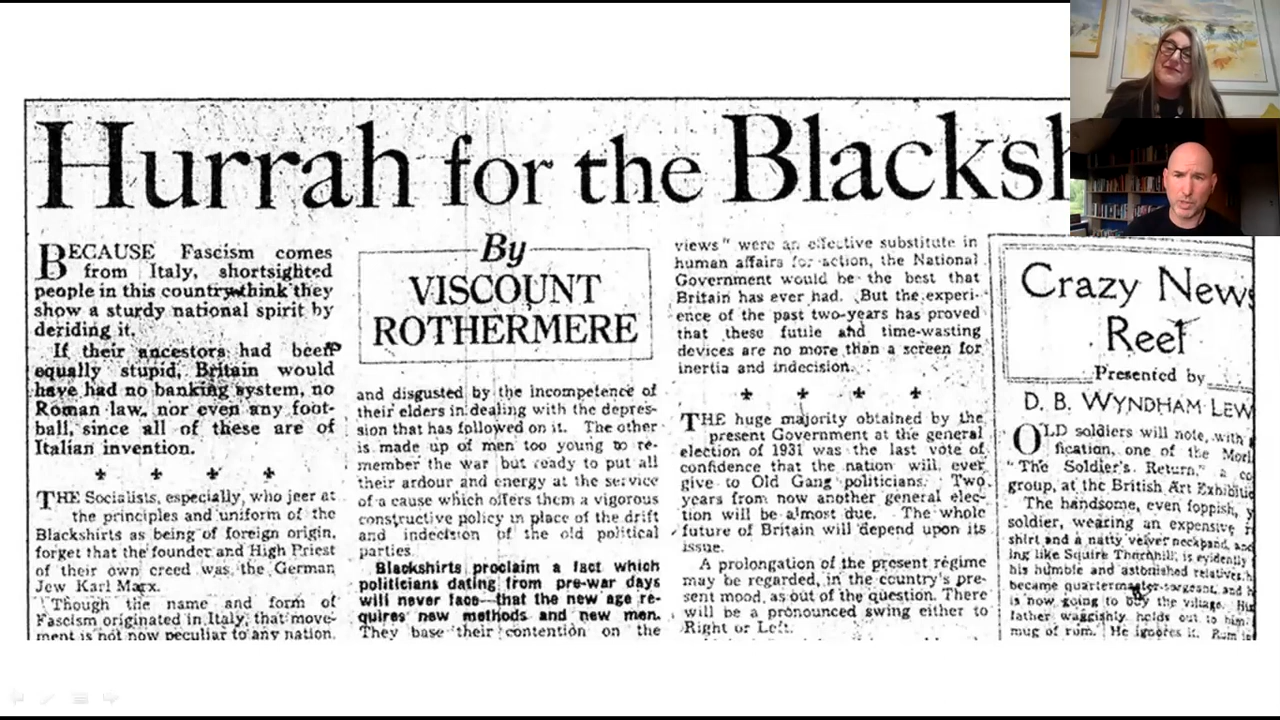 Hurrah for the Blacksh
BECAUSE Fascism comes
from Italy, shortsighted
people in this country think they
show a sturdy national spirit by
deriding it.
If their ancestors had been
equally stupid, Britain would
have had no banking system, no
Roman law, nor even any foot-
ball, since all of these are of
Italian invention.
THE Socialists, especially, who jeer at
the principles and uniform of the
Blackshirts as being of foreign origin,
forget that the founder and High Priest
of their own creed was the German
Jew Karl Marx.
Though the name and form of
Fascism originated in Italy, that move-
ment is not now peculiar to any nation.
By
VISCOUNT
ROTHERMERE
and disgusted by the incompetence of
their elders in dealing with the depres-
sion that has followed on it. The other
is made up of men too young to re-
member the war but ready to put all
their ardour and energy at the service
of a cause which offers them a vigorous
constructive policy in place of the drift
and indecision of the old political
parties.
Blackshirts proclaim a fact which
politicians dating from pre-war days
will never face—that the new age re-
quires new methods and new men.
They base their contention on the
views" were an effective substitute in
human affairs for action, the National
Government would be the best that
Britain has ever had. But the experi-
ence of the past two years has proved
that these futile and time-wasting
devices are no more than a screen for
inertia and indecision.
THE huge majority obtained by the
present Government at the general
election of 1931 was the last vote of
confidence that the nation will ever
give to Old Gang politicians. Two
years from now another general elec-
tion will be almost due. The whole
future of Britain will depend upon its
issue.
A prolongation of the present régime
may be regarded, in the country's pre-
sent mood, as out of the question. There
will be a pronounced swing either to
Right or Left.
Crazy News
Reel
Presented by
D. B. WYNDHAM LEW
OLD soldiers will note, with
fication, one of the
"The Soldier's Return," a
group, at the British Art Exhibitio
The handsome, even foppish, y
soldier, wearing an expensive
shirt and a natty velvet neckband, and
ing like Squire Thornhill, is evidently
his humble and astonished relatives
became quartermaster-sergeant, and
is now going to buy the village. His
father waggishly holds out to him
mug of rum. He ignores it. Rum is